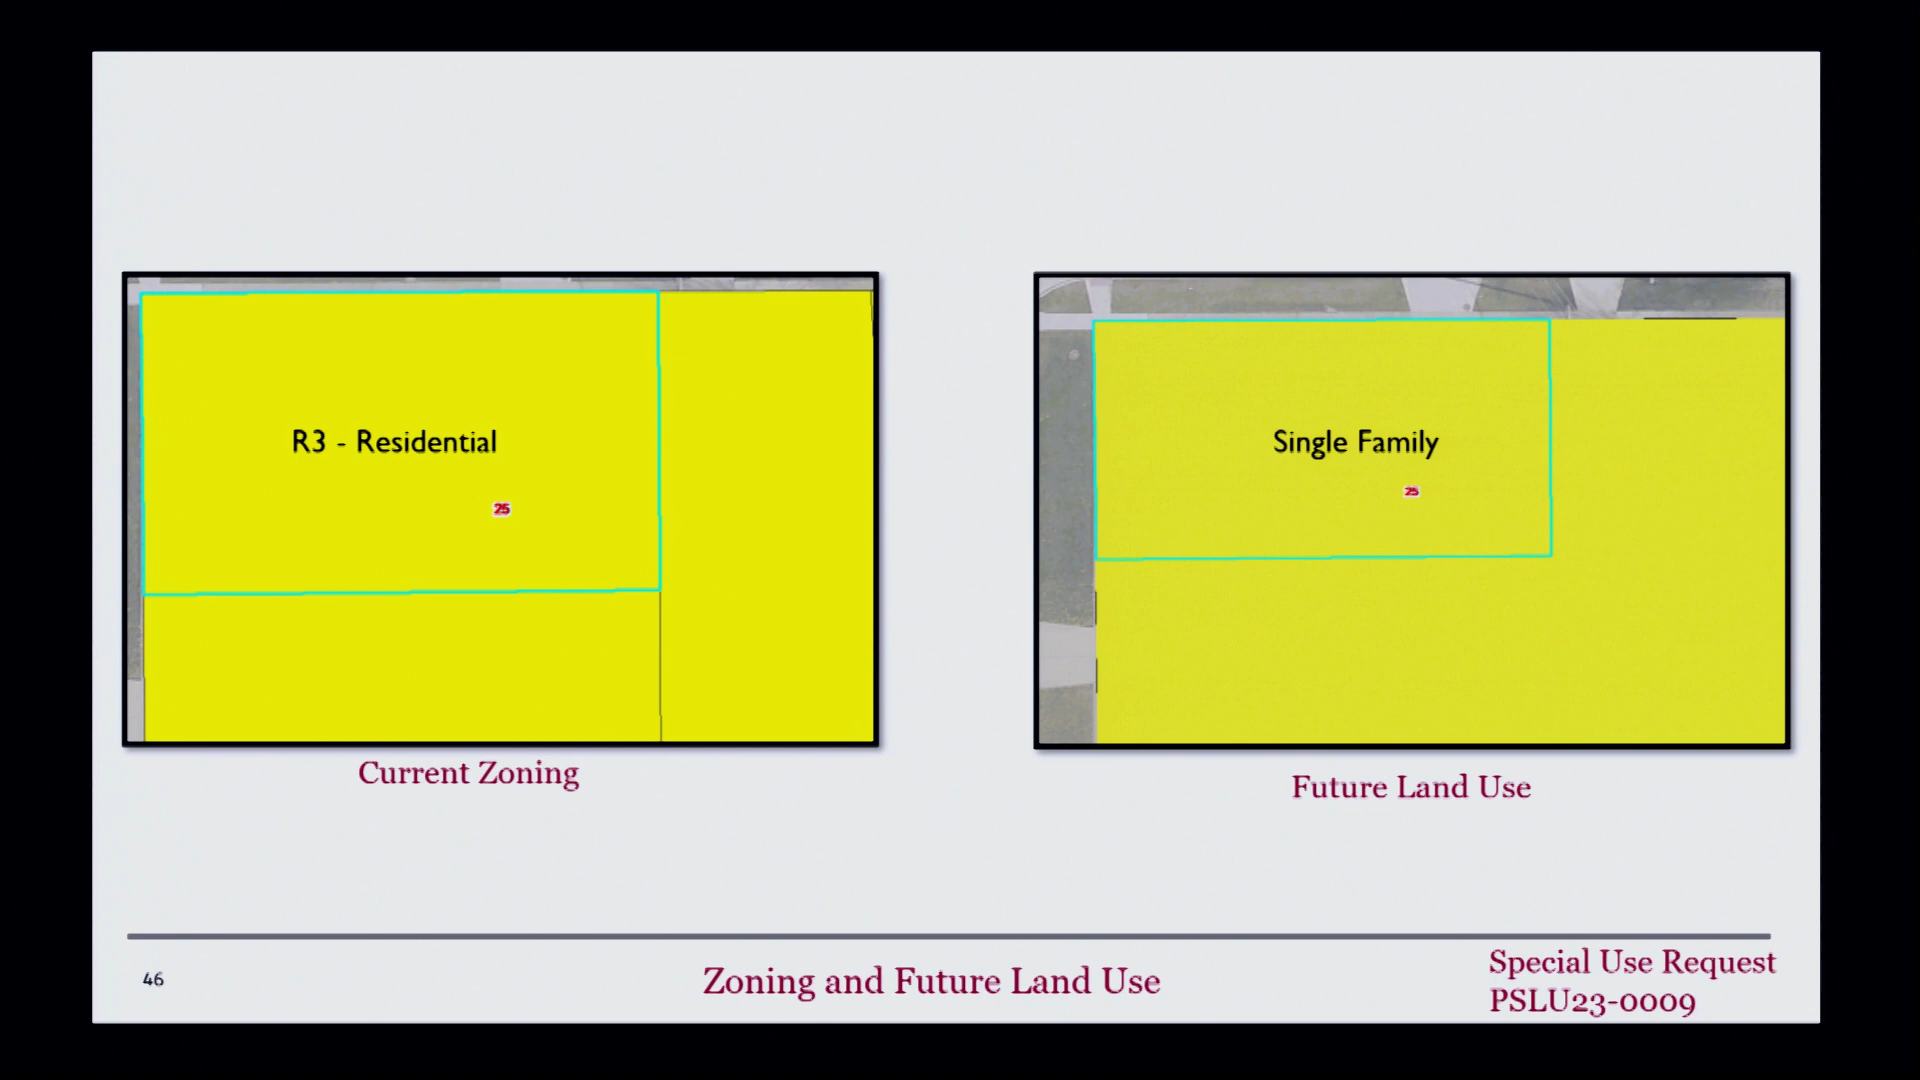 R3 - Residential
25
Current Zoning
Single Family
25
Future Land Use
46
Zoning and Future Land Use
Special Use Request
PSLU23-0009